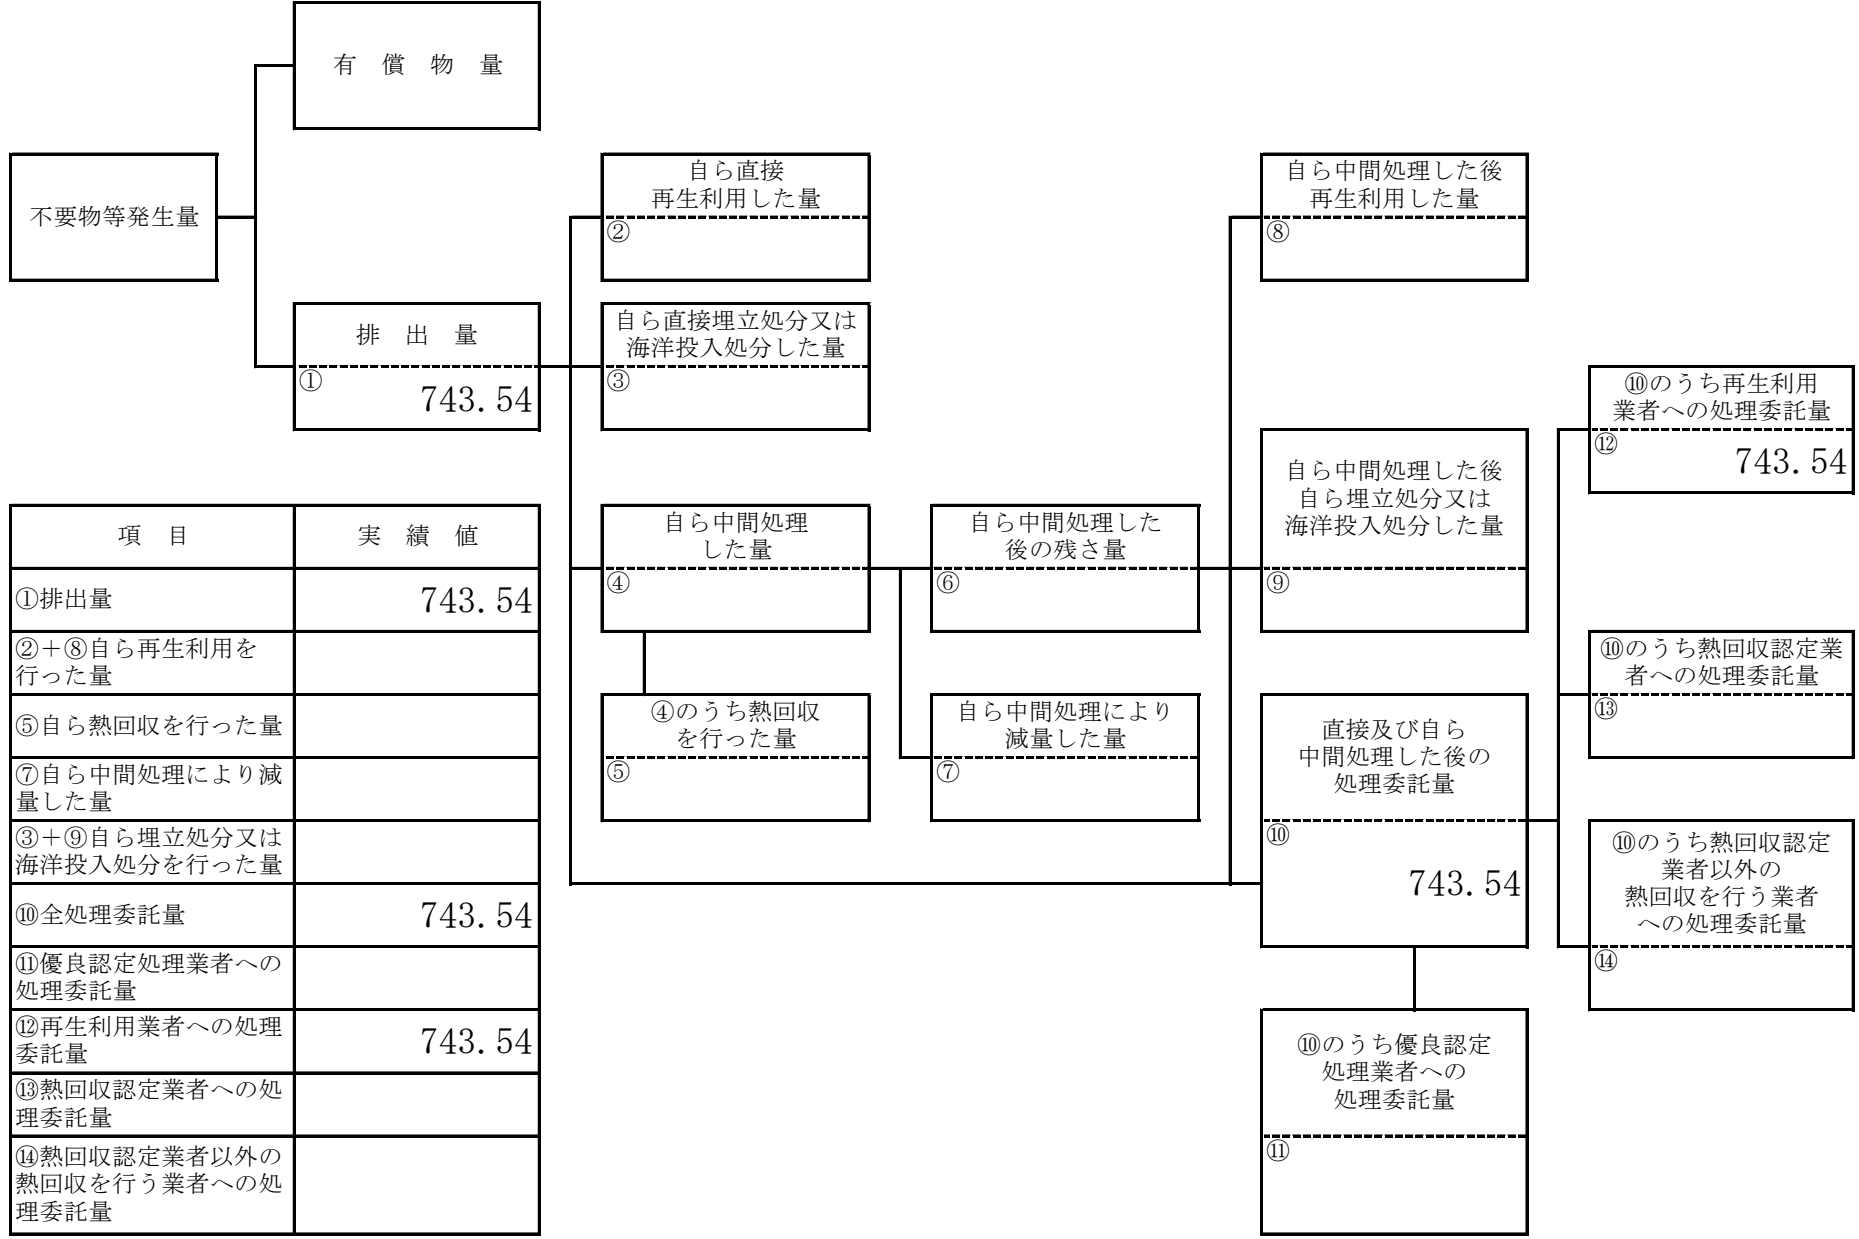 有　償　物　量
不要物等発生量
排　出　量
①
743.54
自ら直接
再生利用した量
②
自ら直接埋立処分又は
海洋投入処分した量
③
自ら中間処理
した量
④
④のうち熱回収
を行った量
⑤
自ら中間処理した
後の残さ量
⑥
自ら中間処理により
減量した量
⑦
自ら中間処理した後
再生利用した量
⑧
自ら中間処理した後
自ら埋立処分又は
海洋投入処分した量
⑨
直接及び自ら
中間処理した後の
処理委託量
⑩
743.54
⑩のうち優良認定
処理業者への
処理委託量
⑪
⑩のうち再生利用
業者への処理委託量
⑫
743.54
⑩のうち熱回収認定業
者への処理委託量
⑬
⑩のうち熱回収認定
業者以外の
熱回収を行う業者
への処理委託量
⑭
項　目
実　績　値
①排出量
743.54
②＋⑧自ら再生利用を
行った量
⑤自ら熱回収を行った量
⑦自ら中間処理により減
量した量
③＋⑨自ら埋立処分又は
海洋投入処分を行った量
⑩全処理委託量
743.54
⑪優良認定処理業者への
処理委託量
⑫再生利用業者への処理
委託量
743.54
⑬熱回収認定業者への処
理委託量
⑭熱回収認定業者以外の
熱回収を行う業者への処
理委託量